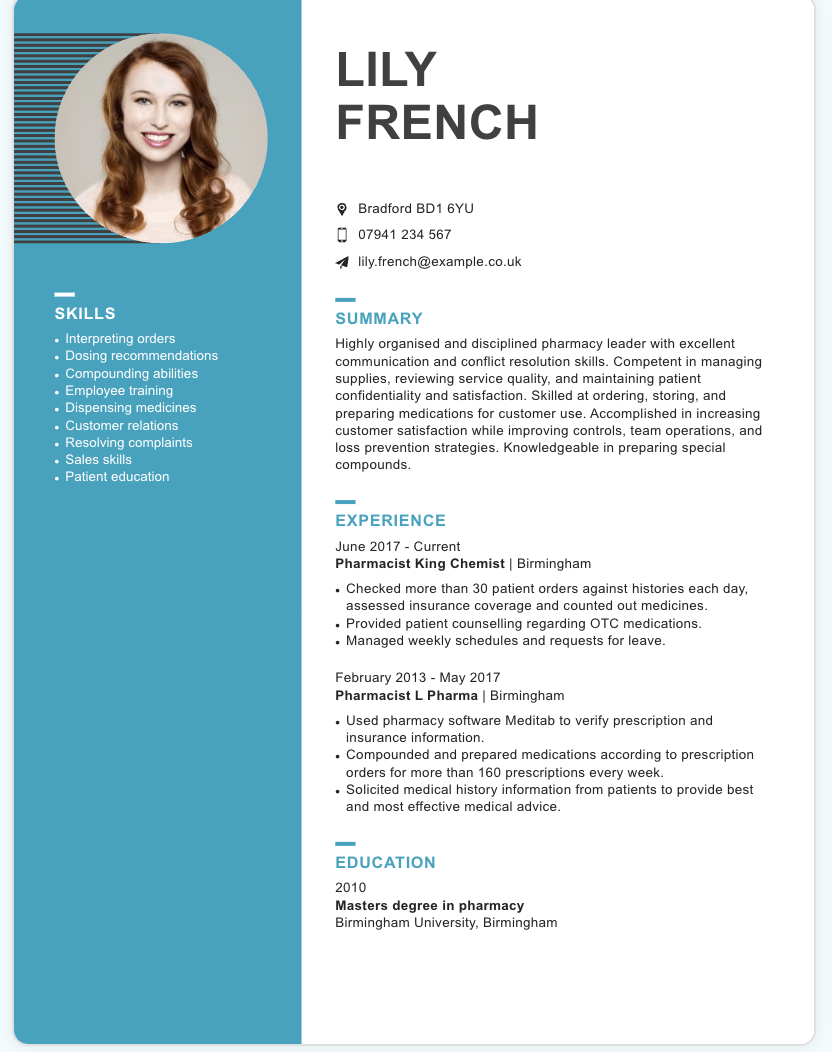 LILY
FRENCH
Bradford BD1 6YU
07941 234 567
lily.french@example.co.uk
SKILLS
• Interpreting orders
• Dosing recommendations
• Compounding abilities
• Employee training
• Dispensing medicines
• Customer relations
• Resolving complaints
• Sales skills
• Patient education
SUMMARY
Highly organised and disciplined pharmacy leader with excellent
communication and conflict resolution skills. Competent in managing
supplies, reviewing service quality, and maintaining patient
confidentiality and satisfaction. Skilled at ordering, storing, and
preparing medications for customer use. Accomplished in increasing
customer satisfaction while improving controls, team operations, and
loss prevention strategies. Knowledgeable in preparing special
compounds.
EXPERIENCE
June 2017 - Current
Pharmacist King Chemist | Birmingham
• Checked more than 30 patient orders against histories each day,
assessed insurance coverage and counted out medicines.
• Provided patient counselling regarding OTC medications.
• Managed weekly schedules and requests for leave.
February 2013 - May 2017
Pharmacist L Pharma | Birmingham
• Used pharmacy software Meditab to verify prescription and
insurance information.
• Compounded and prepared medications according to prescription
orders for more than 160 prescriptions every week.
• Solicited medical history information from patients to provide best
and most effective medical advice.
EDUCATION
2010
Masters degree in pharmacy
Birmingham University, Birmingham